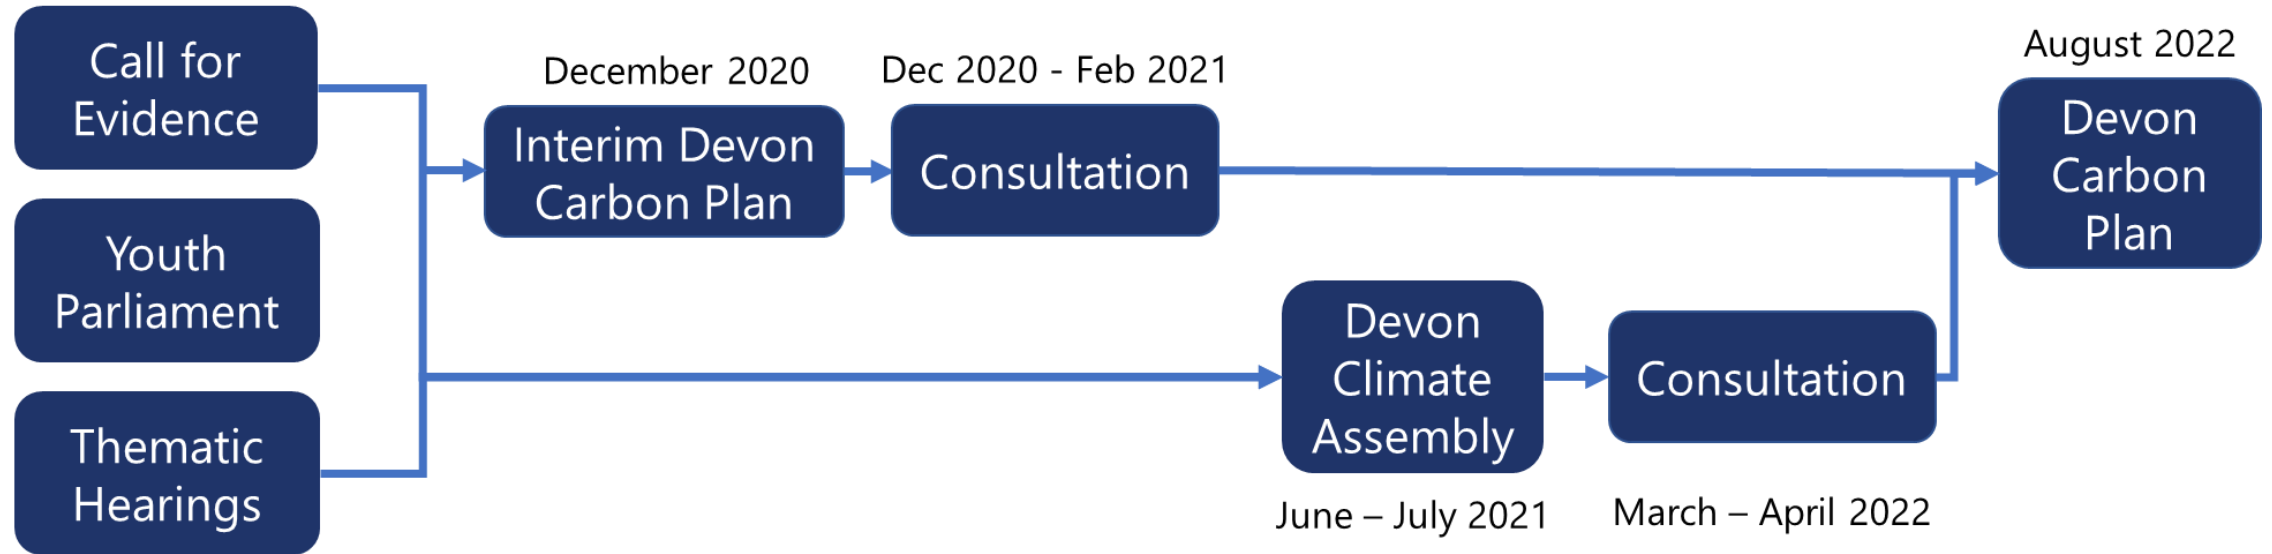 Call for
Evidence
Youth
Parliament
Thematic
Hearings
December 2020
Interim Devon
Carbon Plan
Dec 2020 - Feb 2021
Consultation
Devon
Climate
Assembly
June – July 2021
Consultation
March – April 2022
August 2022
Devon
Carbon
Plan